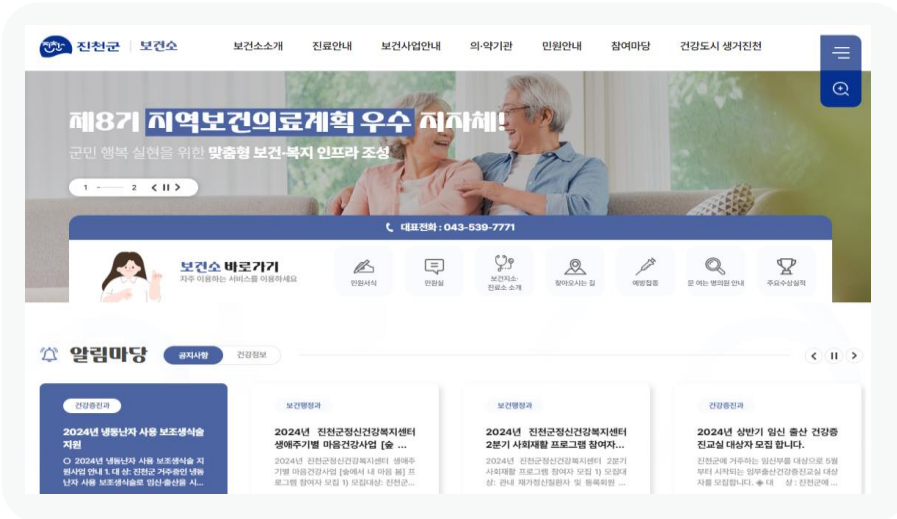 진천군 보건소
보건소소개 진료안내 보건사업안내 의·약기관 민원안내 참여마당 건강도시 생거진천
제8기 지역보건의료계획 우수 지자체!
군민 행복 실현을 위한 맞춤형 보건·복지 인프라 조성
1 2
대표전화 : 043-539-7771
보건소 바로가기
자주 이용하는 서비스를 이용하세요
민원서식
민원실
보건지소·
진료소 소개
찾아오시는 길
예방접종
문 여는 병의원 안내
주요수상실적
알림마당 공지사항 건강정보
건강증진과
2024년 냉동난자 사용 보조생식술
지원
○ 2024년 냉동난자 사용 보조생식술 지
원사업 안내 1. 대 상: 진천군 거주중인 냉동
난자 사용 보조생식술로 임신·출산을 시...
보건행정과
2024년 진천군정신건강복지센터
생애주기별 마음건강사업 [숲 ...
2024년 진천군정신건강복지센터 생애주
기별 마음건강사업 [숲에서 내 마음 봄] 프
로그램 참여자 모집 1) 모집대상: 진천군...
보건행정과
2024년 진천군정신건강복지센터
2분기 사회재활 프로그램 참여자...
2024년 진천군정신건강복지센터 2분기
사회재활 프로그램 참여자 모집 1) 모집대
상: 관내 재가정신질환자 및 등록회원 ...
건강증진과
2024년 상반기 임신 출산 건강증
진교실 대상자 모집 합니다.
진천군에 거주하는 임신부를 대상으로 5월
부터 시작되는 임부출산건강증진교실 대상
자를 모집합니다. ◈ 대 상 : 진천군에 ...